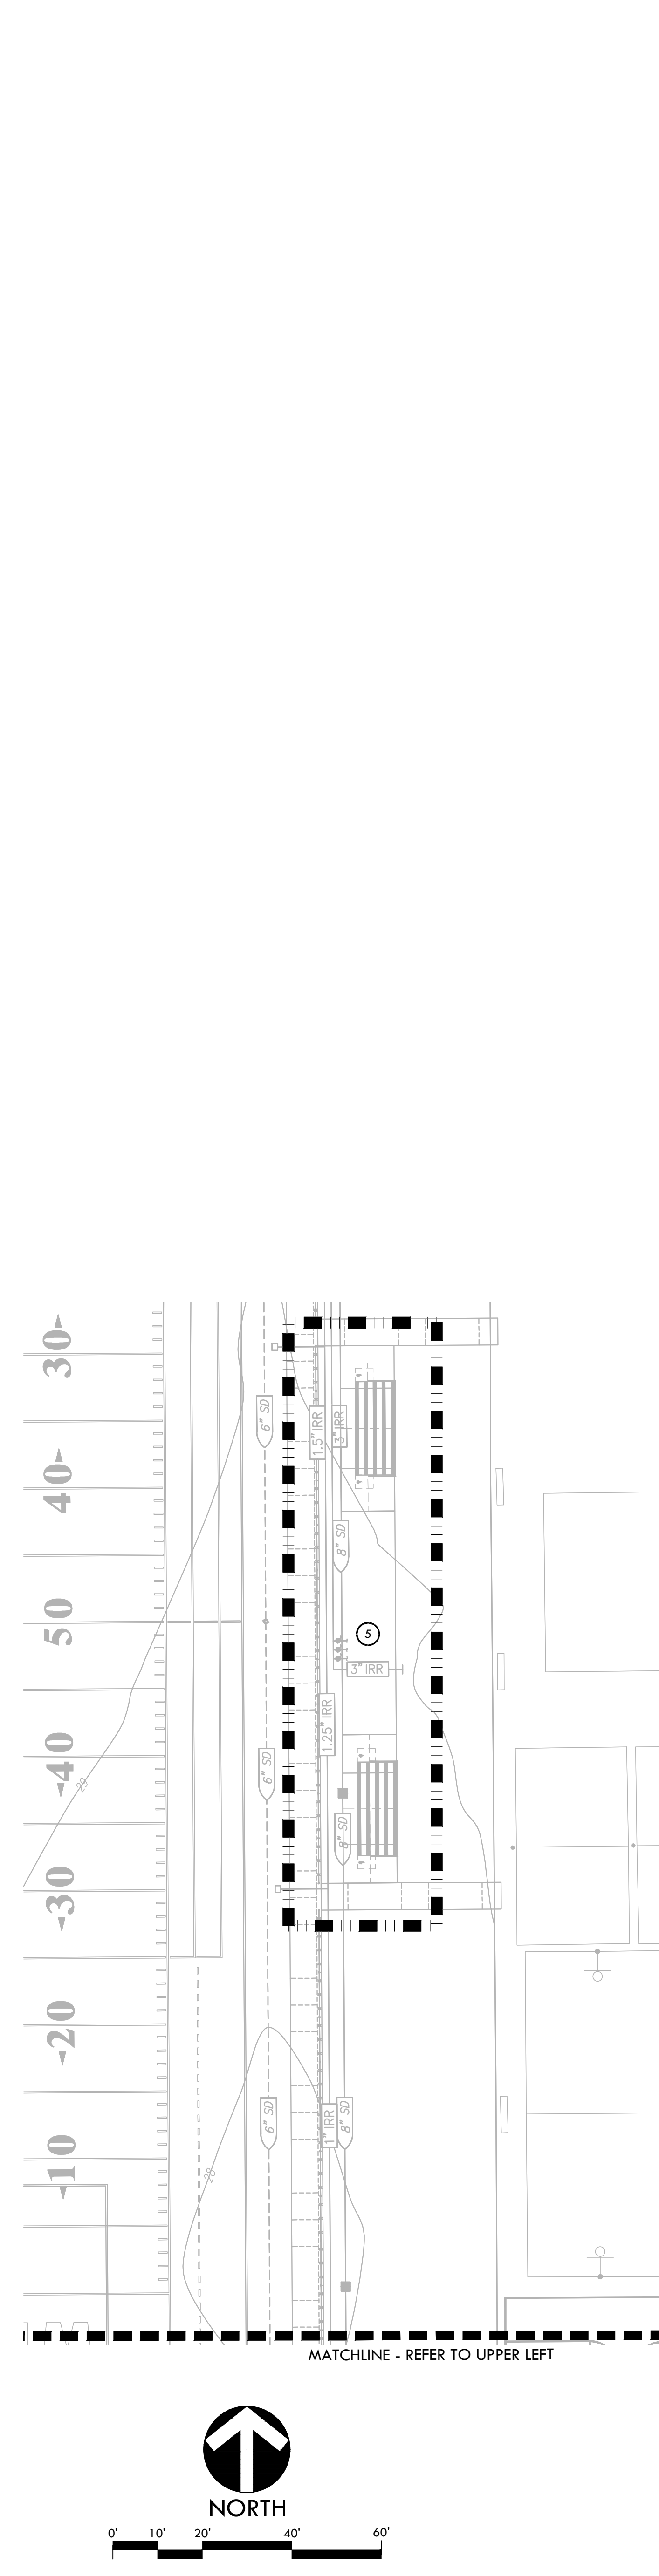 30
6" SD
1.5" IRR
3" IRR
40
8" SD
50
5
3" IRR
1.25" IRR
40
6" SD
29
8" SD
30
20
6" SD
1" IRR
8" SD
10
28
MATCHLINE - REFER TO UPPER LEFT
NORTH
0' 10' 20' 40' 60'